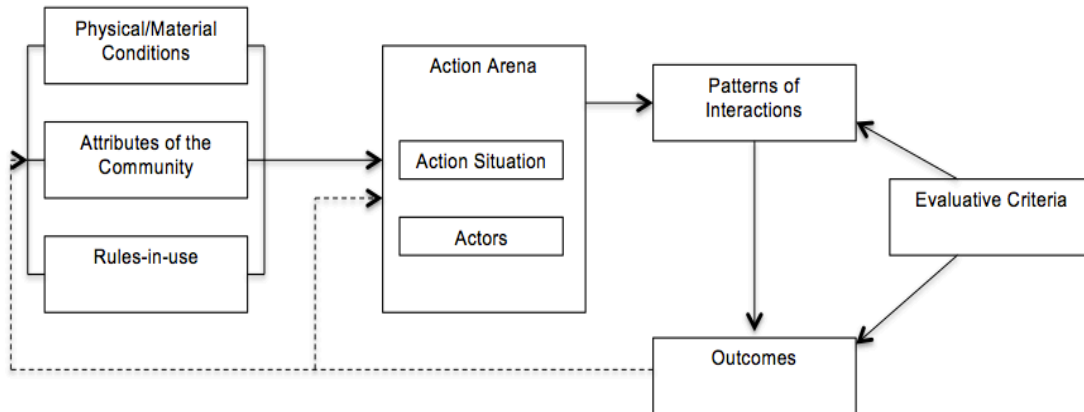 Physical/Material
Conditions
Attributes of the
Community
Rules-in-use
Action Arena
Action Situation
Actors
Patterns of
Interactions
Outcomes
Evaluative Criteria